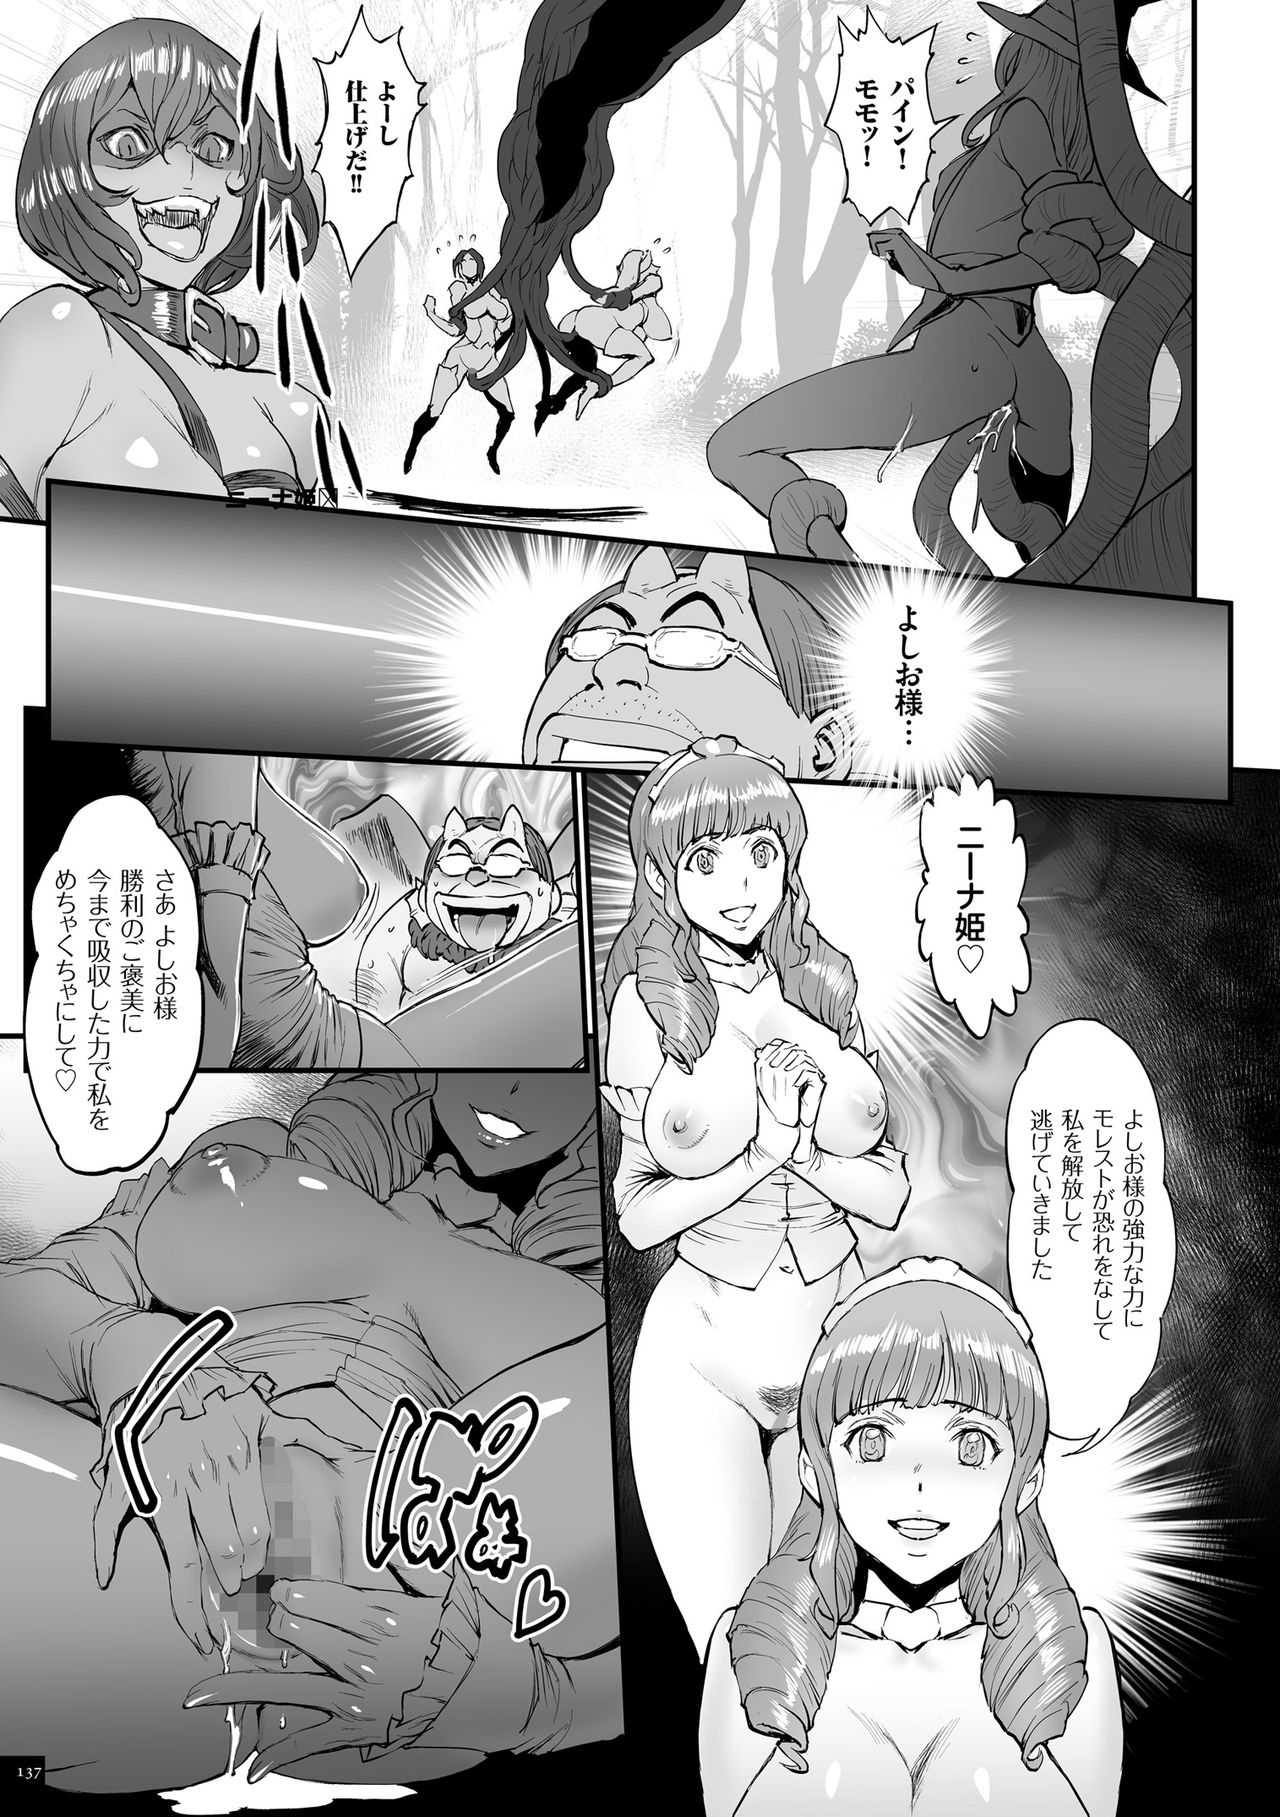 パイン！
モモッ！
よーし
仕上げだ!!
ニーナ姫
よしお様…
ニーナ姫♡
よしお様の強力な力に
モレストが恐れをなして
私を解放して
逃げていきました
さあ よしお様
勝利のご褒美に
今まで吸収した力で私を
めちゃくちゃにして♡
くぱぁ♡
137